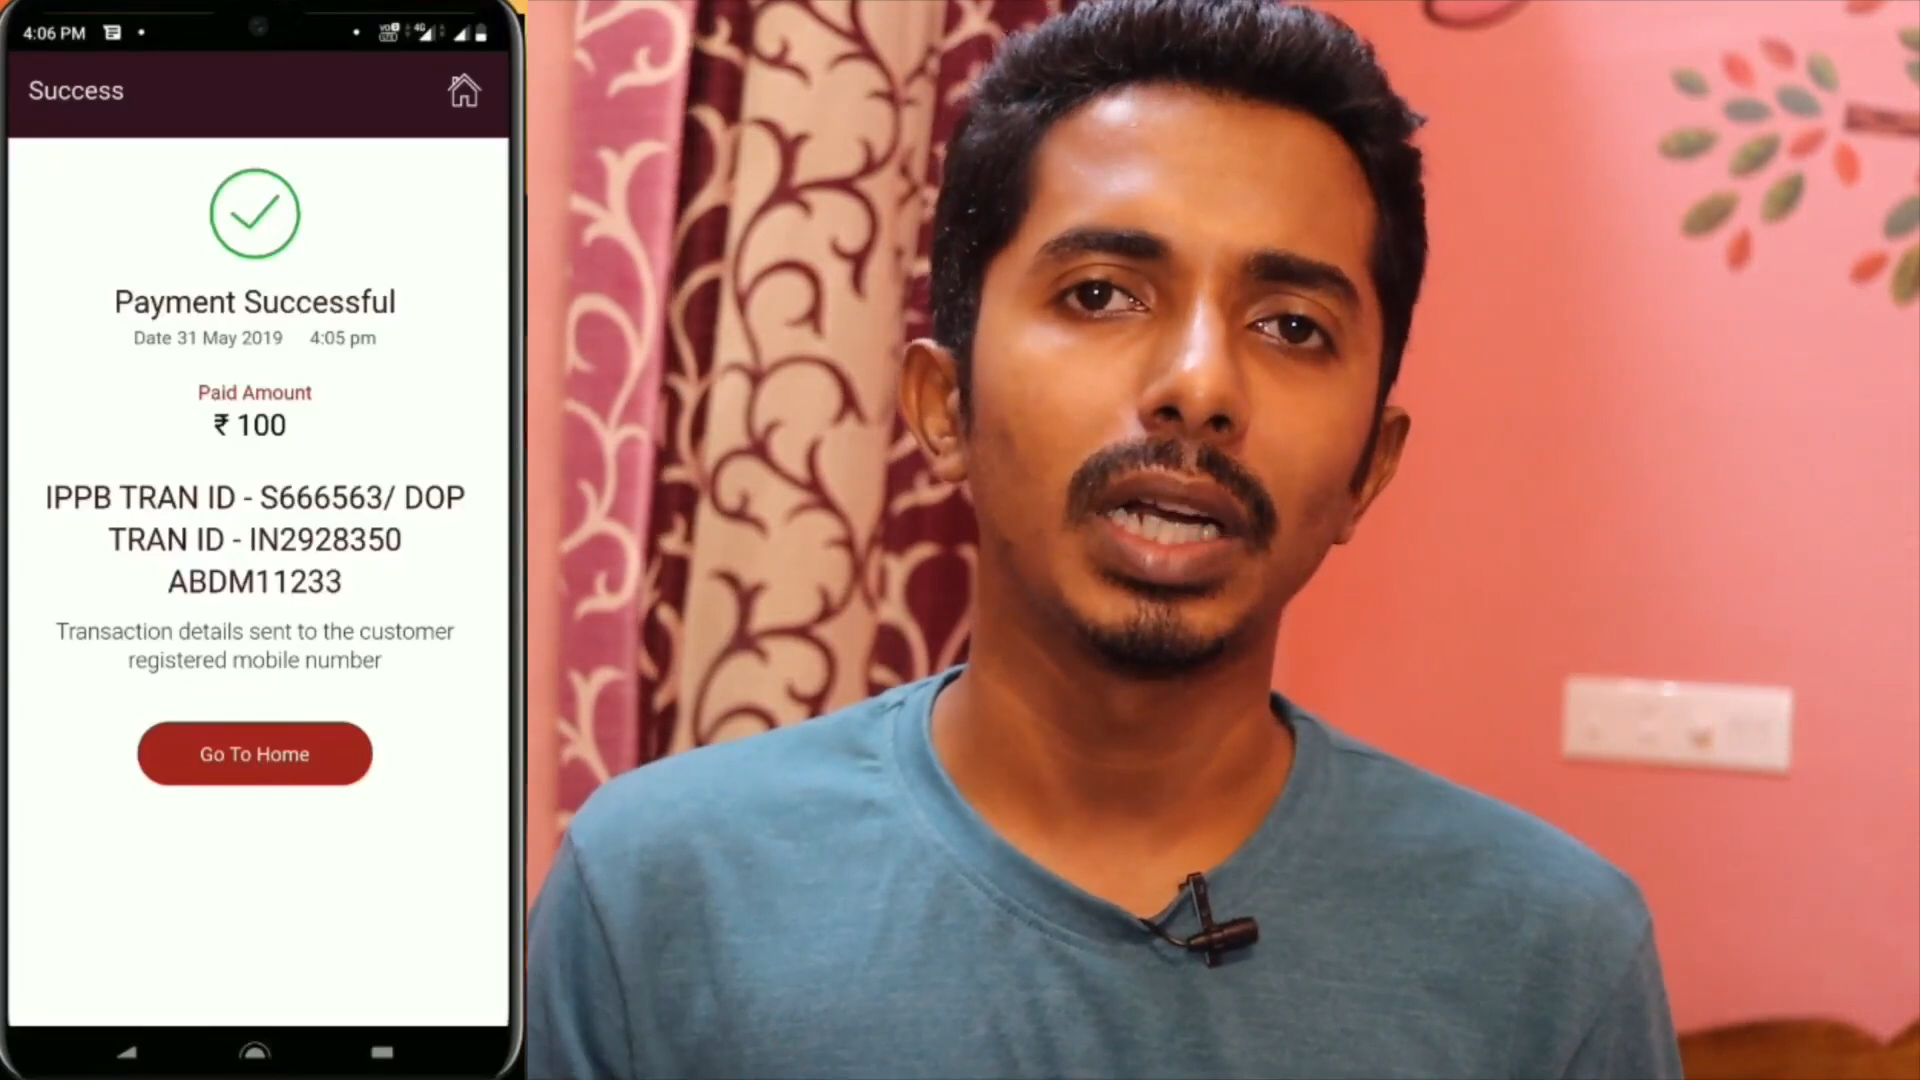 4:06 PM
4G
Success
Payment Successful
Date 31 May 2019 4:05 pm
Paid Amount
₹ 100
IPPB TRAN ID - S666563/ DOP
TRAN ID - IN2928350
ABDM11233
Transaction details sent to the customer
registered mobile number
Go To Home